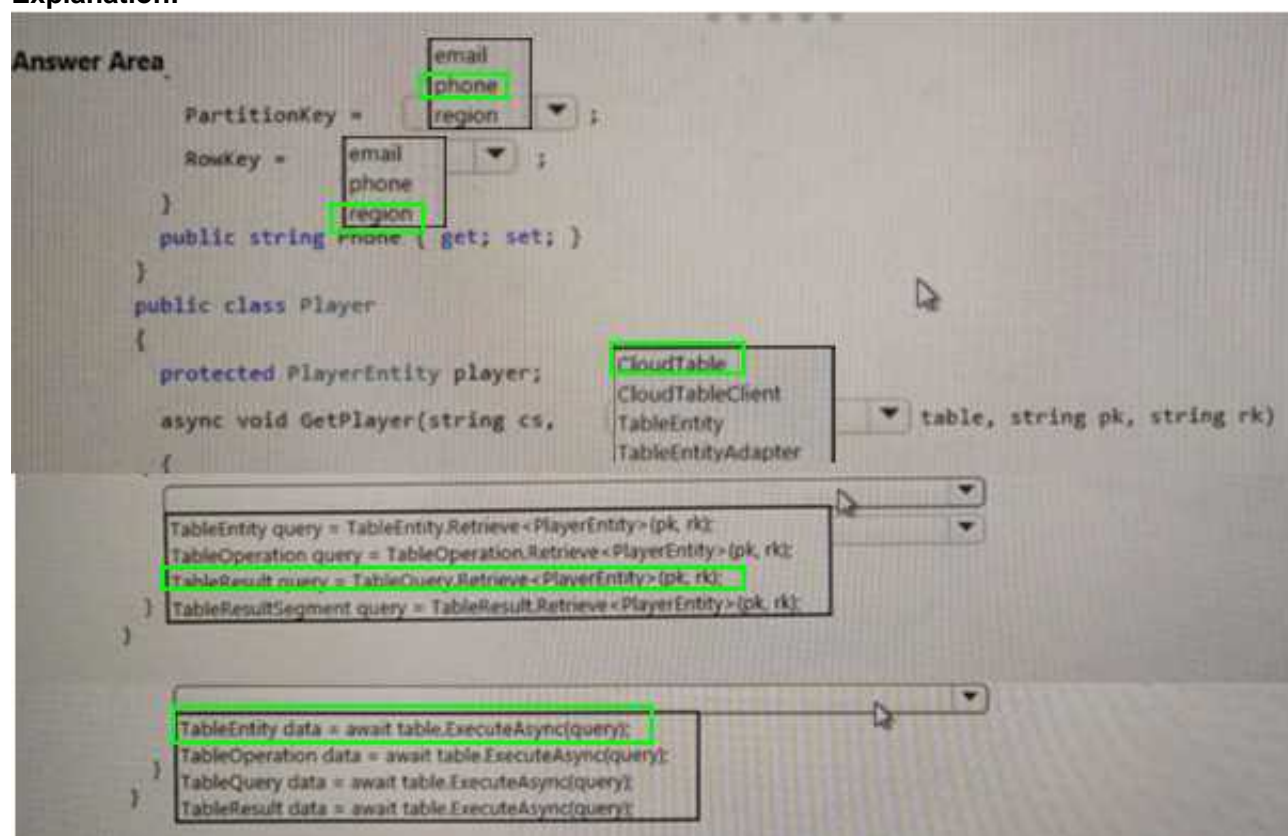 Explanation:
Answer Area
email
phone
PartitionKey = region ;
RowKey = email ;
phone
}
region
public string Phone { get; set; }
}
public class Player
{
CloudTable
protected PlayerEntity player;
CloudTableClient
async void GetPlayer(string cs, TableEntity table, string pk, string rk)
TableEntityAdapter
{
TableEntity query = TableEntity.Retrieve<PlayerEntity>(pk, rk);
TableOperation query = TableOperation.Retrieve<PlayerEntity>(pk, rk);
TableResult query = TableQuery.Retrieve<PlayerEntity>(pk, rk);
} TableResultSegment query = TableResult.Retrieve<PlayerEntity>(pk, rk);
}
TableEntity data = await table.ExecuteAsync(query);
TableOperation data = await table.ExecuteAsync(query);
} TableQuery data = await table.ExecuteAsync(query);
} TableResult data = await table.ExecuteAsync(query);